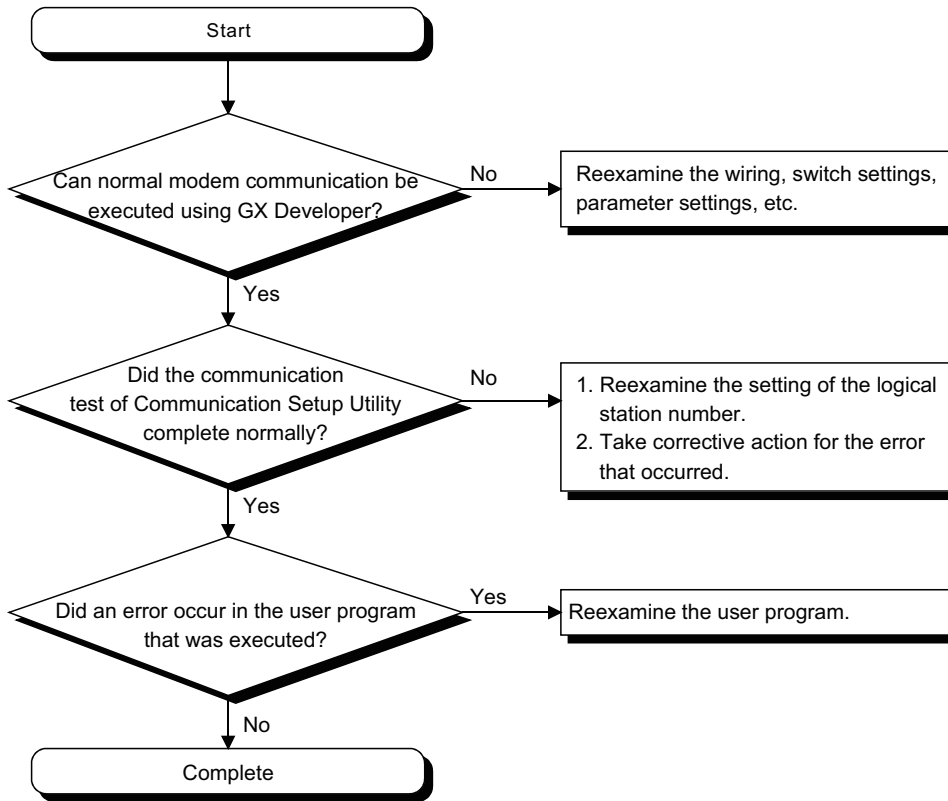 Start
Can normal modem communication be
executed using GX Developer?
No
Reexamine the wiring, switch settings,
parameter settings, etc.
Yes
Did the communication
test of Communication Setup Utility
complete normally?
No
1. Reexamine the setting of the logical
station number.
2. Take corrective action for the error
that occurred.
Yes
Did an error occur in the user program
that was executed?
Yes
Reexamine the user program.
No
Complete